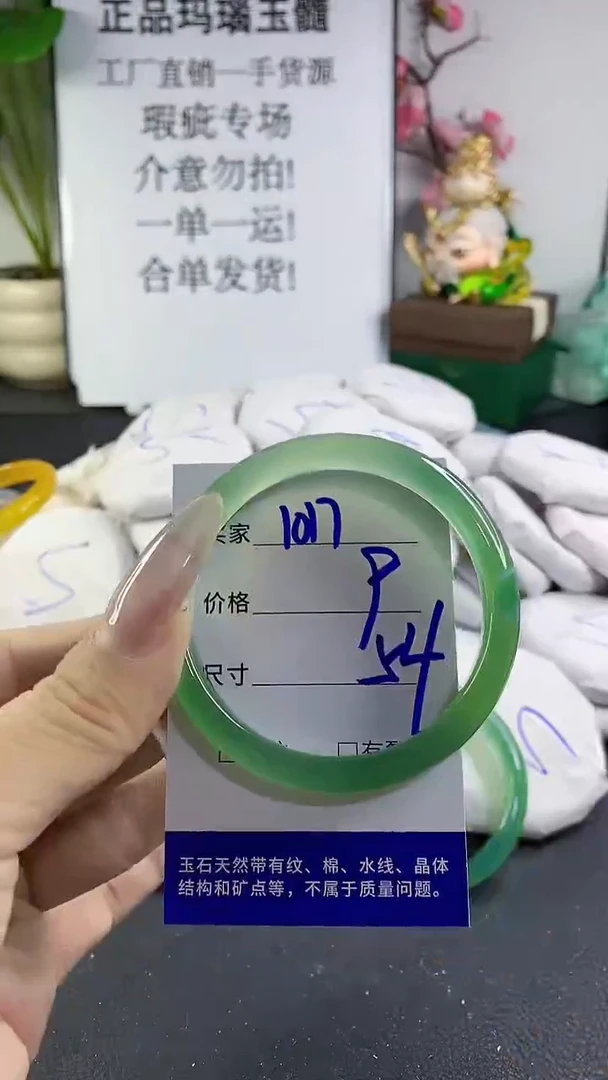 正品玛瑙玉髓
工厂直销一手货源
瑕疵专场
介意勿拍!
一单一运!
合单发货!
家 1017
价格 P
尺寸 54
□有
玉石天然带有纹、棉、水线、晶体
结构和矿点等，不属于质量问题。